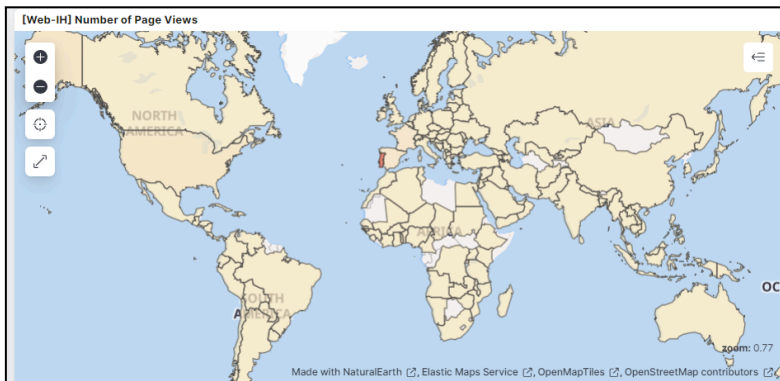 [Web-IH] Number of Page Views
NORTH
AMERICA
ASIA
AFRICA
OC
SOUTH
AMERICA
zoom: 0.77
Made with NaturalEarth, Elastic Maps Service, OpenMapTiles, OpenStreetMap contributors